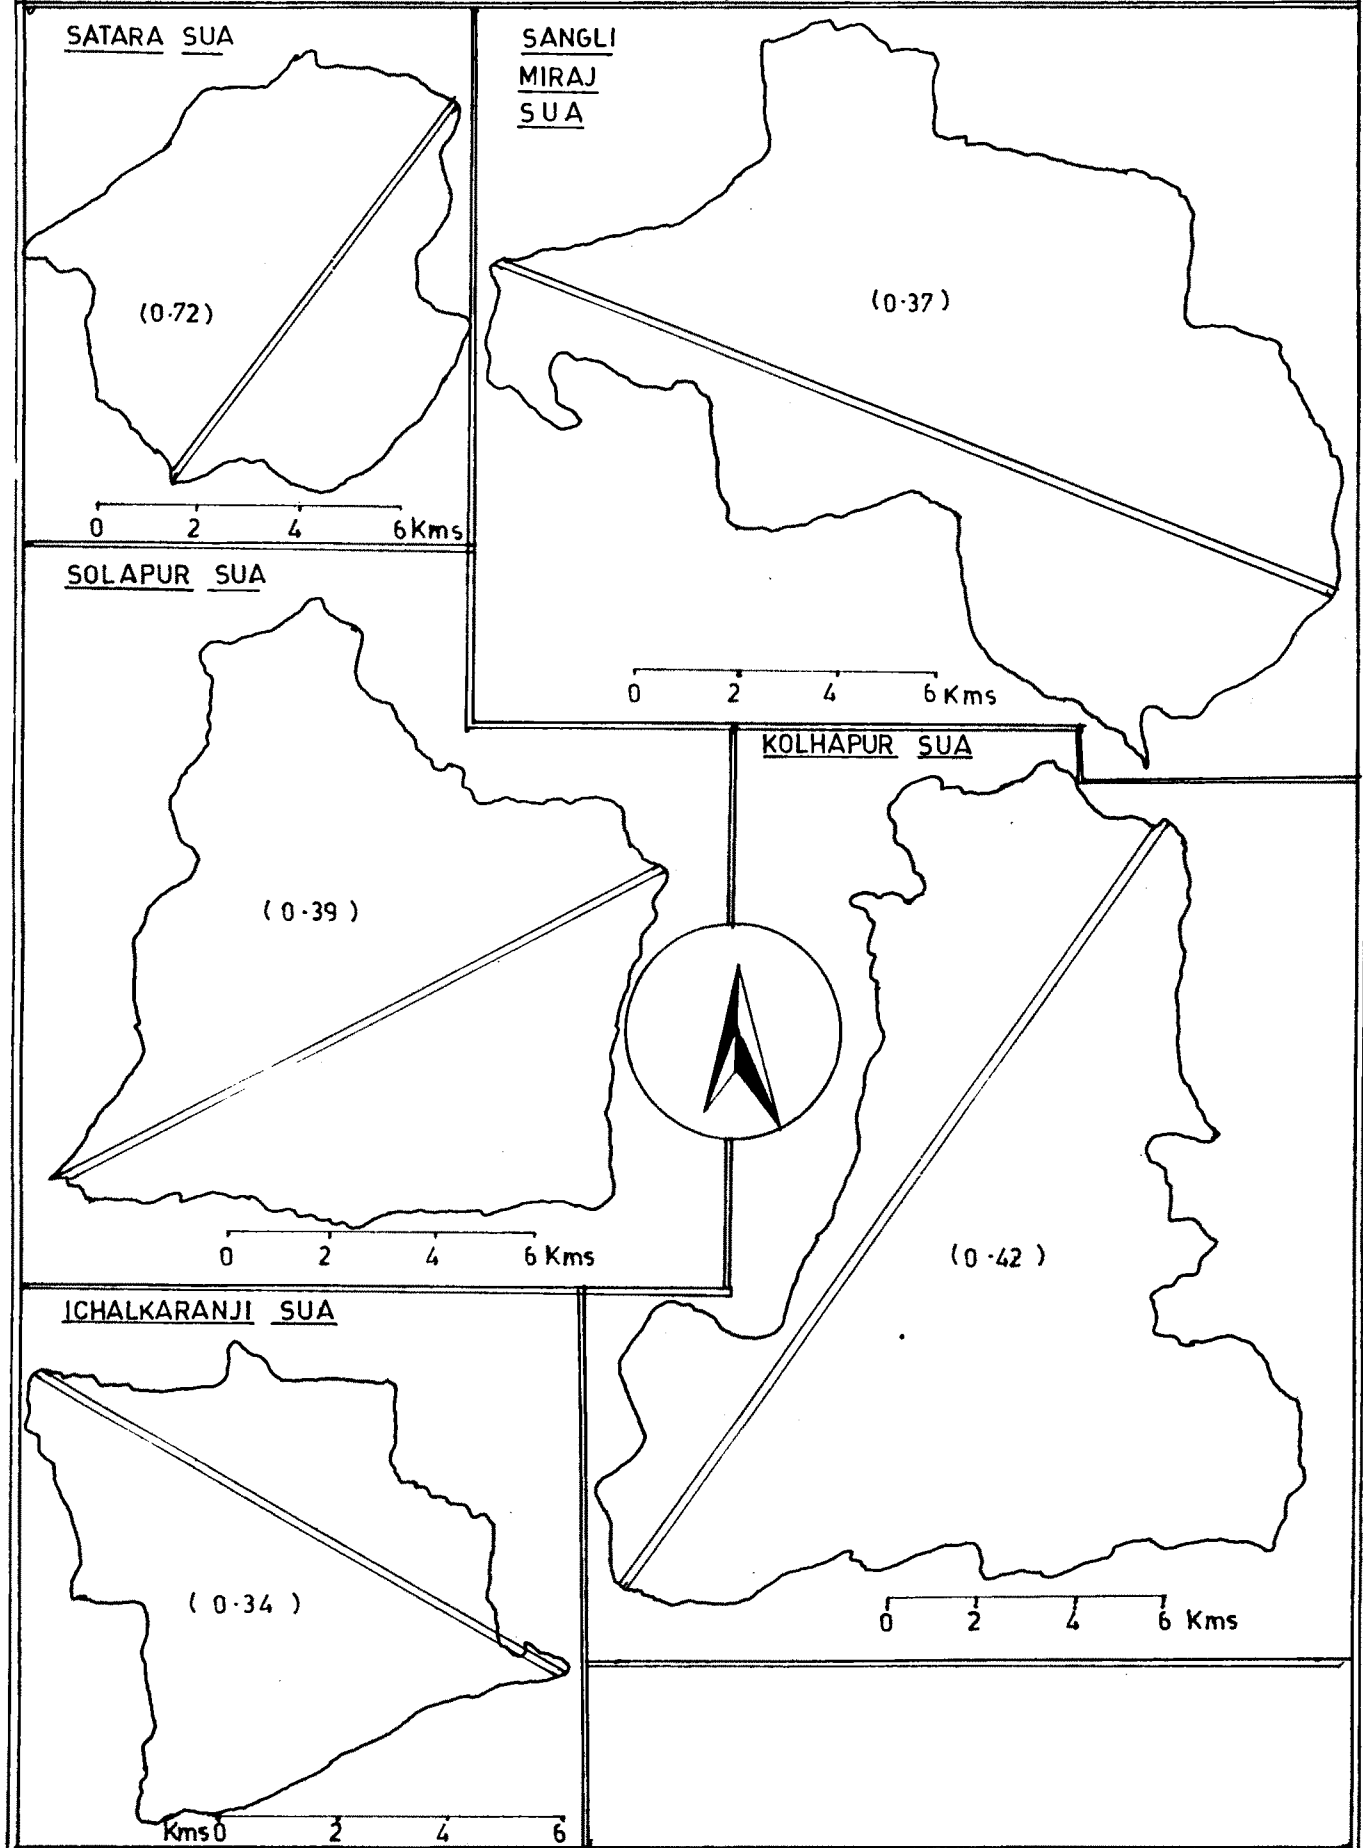 SATARA SUA
(0.72)
0 2 4 6 Kms
SANGLI
MIRAJ
SUA
(0.37)
0 2 4 6 Kms
SOLAPUR SUA
(0.39)
0 2 4 6 Kms
KOLHAPUR SUA
(0.42)
0 2 4 6 Kms
ICHALKARANJI SUA
(0.34)
Kms 0 2 4 6